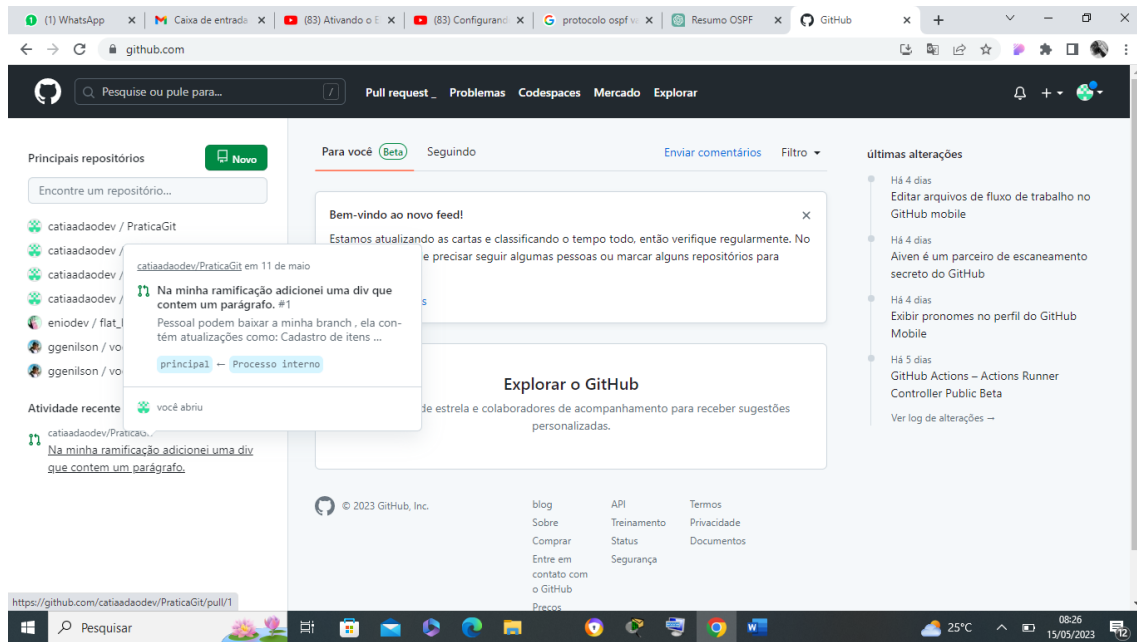 (1) WhatsApp
Caixa de entrada
(83) Ativando o E
(83) Configurand
protocolo ospf va
Resumo OSPF
GitHub
github.com
Pesquise ou pule para...
/
Pull request _ Problemas Codespaces Mercado Explorar
Principais repositórios
Novo
Encontre um repositório...
catiaadaodev / PraticaGit
catiaadaodev /
catiaadaodev /
catiaadaodev /
eniodev / flat_
ggenilson / vo
ggenilson / vo
Atividade recente
catiaadaodev/PraticaG
Na minha ramificação adicionei uma div
que contem um parágrafo.
catiaadaodev/PraticaGit em 11 de maio
Na minha ramificação adicionei uma div que
contem um parágrafo. #1
Pessoal podem baixar a minha branch , ela con-
tém atualizações como: Cadastro de itens ...
principal ← Processo interno
você abriu
Para você Beta Seguindo
Enviar comentários Filtro
Bem-vindo ao novo feed!
Estamos atualizando as cartas e classificando o tempo todo, então verifique regularmente. No
e precisar seguir algumas pessoas ou marcar alguns repositórios para
s
Explorar o GitHub
de estrela e colaboradores de acompanhamento para receber sugestões
personalizadas.
últimas alterações
Há 4 dias
Editar arquivos de fluxo de trabalho no
GitHub mobile
Há 4 dias
Aiven é um parceiro de escaneamento
secreto do GitHub
Há 4 dias
Exibir pronomes no perfil do GitHub
Mobile
Há 5 dias
GitHub Actions – Actions Runner
Controller Public Beta
Ver log de alterações →
© 2023 GitHub, Inc.
blog
Sobre
Comprar
Entre em
contato com
o GitHub
Preços
API
Treinamento
Status
Segurança
Termos
Privacidade
Documentos
https://github.com/catiaadaodev/PraticaGit/pull/1
Pesquisar
25°C
08:26
15/05/2023
12